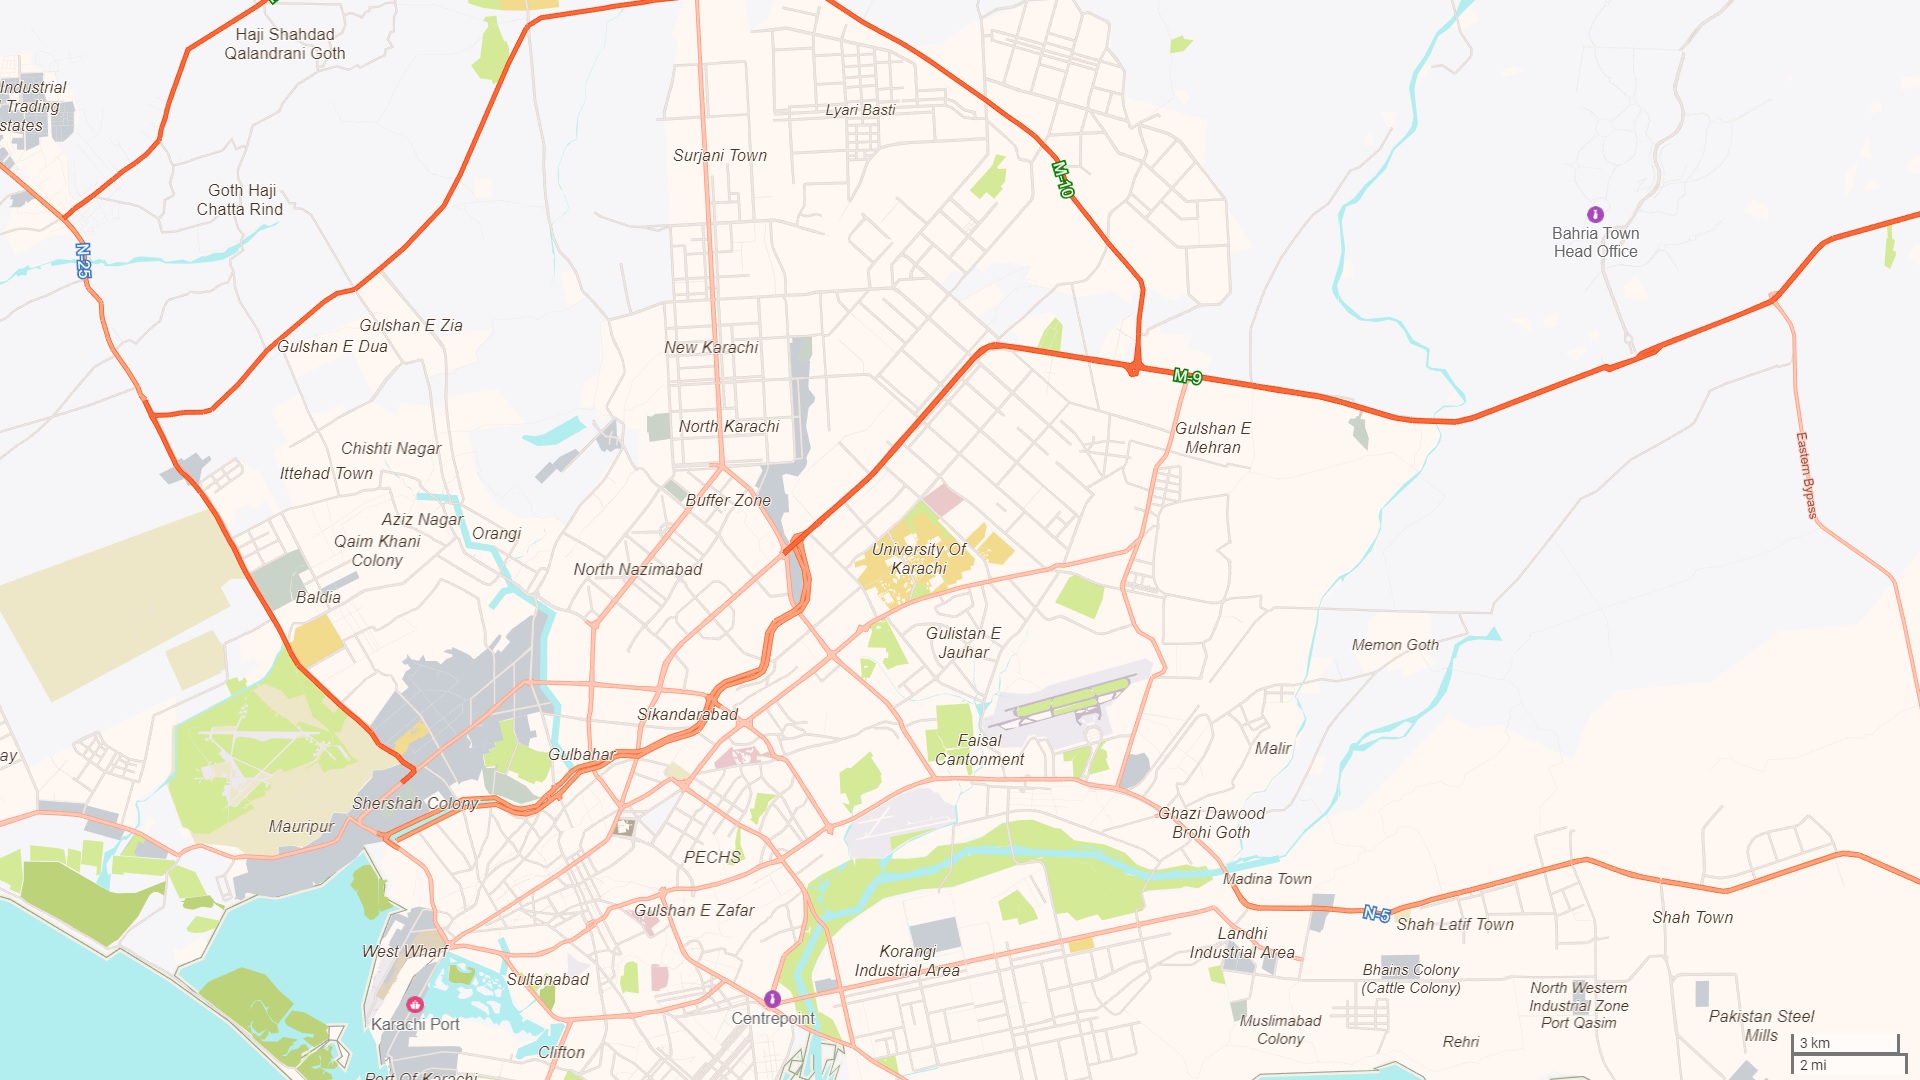 Haji Shahdad
Qalandrani Goth
Industrial
Trading
states
Lyari Basti
Surjani Town
M-10
Goth Haji
Chatta Rind
Bahria Town
Head Office
N-25
Gulshan E Zia
Gulshan E Dua
New Karachi
M-9
North Karachi
Gulshan E
Mehran
Chishti Nagar
Ittehad Town
Eastern Bypass
Buffer Zone
Aziz Nagar
Orangi
Qaim Khani
Colony
University Of
Karachi
North Nazimabad
Baldia
Gulistan E
Jauhar
Memon Goth
Sikandarabad
Faisal
Cantonment
Malir
Gulbahar
ay
Shershah Colony
Mauripur
Ghazi Dawood
Brohi Goth
PECHS
Madina Town
Gulshan E Zafar
N-5
Shah Latif Town
Shah Town
West Wharf
Korangi
Industrial Area
Landhi
Industrial Area
Sultanabad
Bhains Colony
(Cattle Colony)
North Western
Industrial Zone
Port Qasim
Karachi Port
Centrepoint
Muslimabad
Colony
Pakistan Steel
Mills
Rehri
Clifton
Port Of Karachi
3 km
2 mi